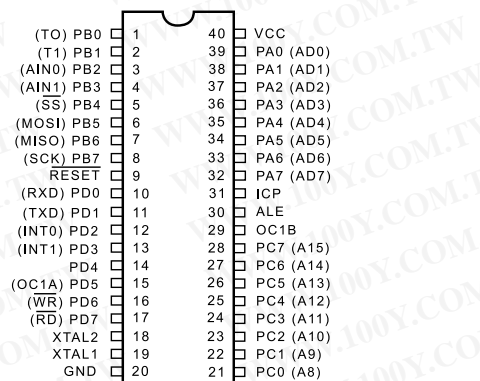 (TO) PB0 1 40 VCC
(T1) PB1 2 39 PA0 (AD0)
(AIN0) PB2 3 38 PA1 (AD1)
(AIN1) PB3 4 37 PA2 (AD2)
(SS) PB4 5 36 PA3 (AD3)
(MOSI) PB5 6 35 PA4 (AD4)
(MISO) PB6 7 34 PA5 (AD5)
(SCK) PB7 8 33 PA6 (AD6)
RESET 9 32 PA7 (AD7)
(RXD) PD0 10 31 ICP
(TXD) PD1 11 30 ALE
(INT0) PD2 12 29 OC1B
(INT1) PD3 13 28 PC7 (A15)
PD4 14 27 PC6 (A14)
(OC1A) PD5 15 26 PC5 (A13)
(WR) PD6 16 25 PC4 (A12)
(RD) PD7 17 24 PC3 (A11)
XTAL2 18 23 PC2 (A10)
XTAL1 19 22 PC1 (A9)
GND 20 21 PC0 (A8)
WWW.100Y.COM.TW